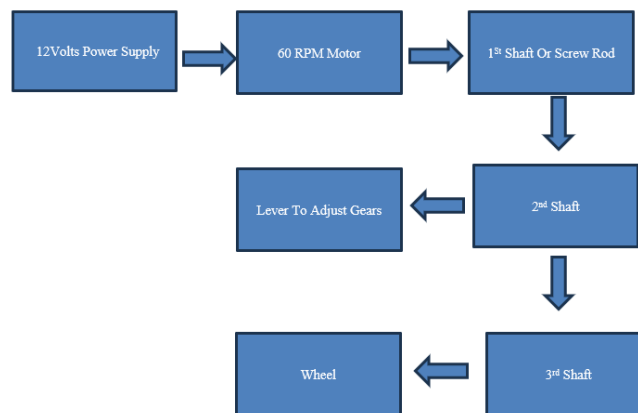 12Volts Power Supply
60 RPM Motor
1St Shaft Or Screw Rod
Lever To Adjust Gears
2nd Shaft
Wheel
3rd Shaft